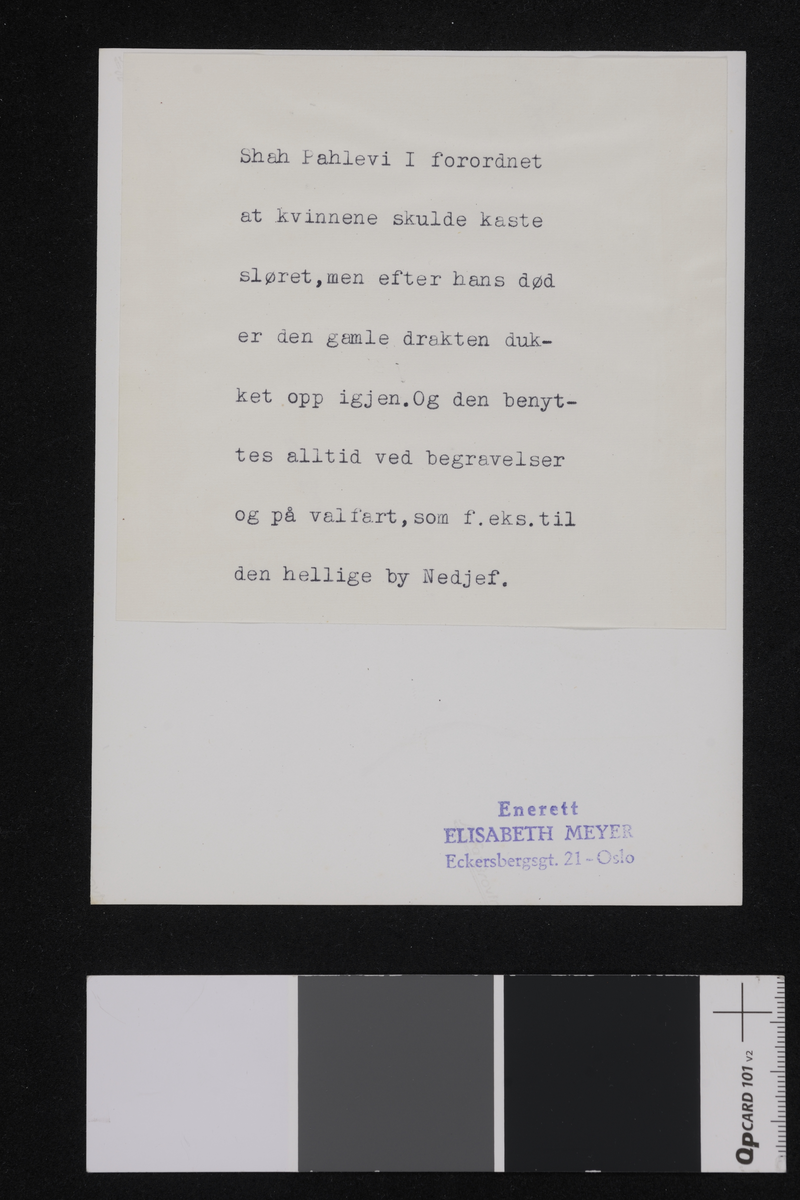 Shah Pahlevi I forordnet
at kvinnene skulde kaste
sløret,men efter hans død
er den gamle drakten duk-
ket opp igjen.Og den benyt-
tes alltid ved begravelser
og på valfart,som f.eks.til
den hellige by Nedjef.
Enerett
ELISABETH MEYER
Eckersbergsgt. 21 - Oslo
QPCARD 101 v2